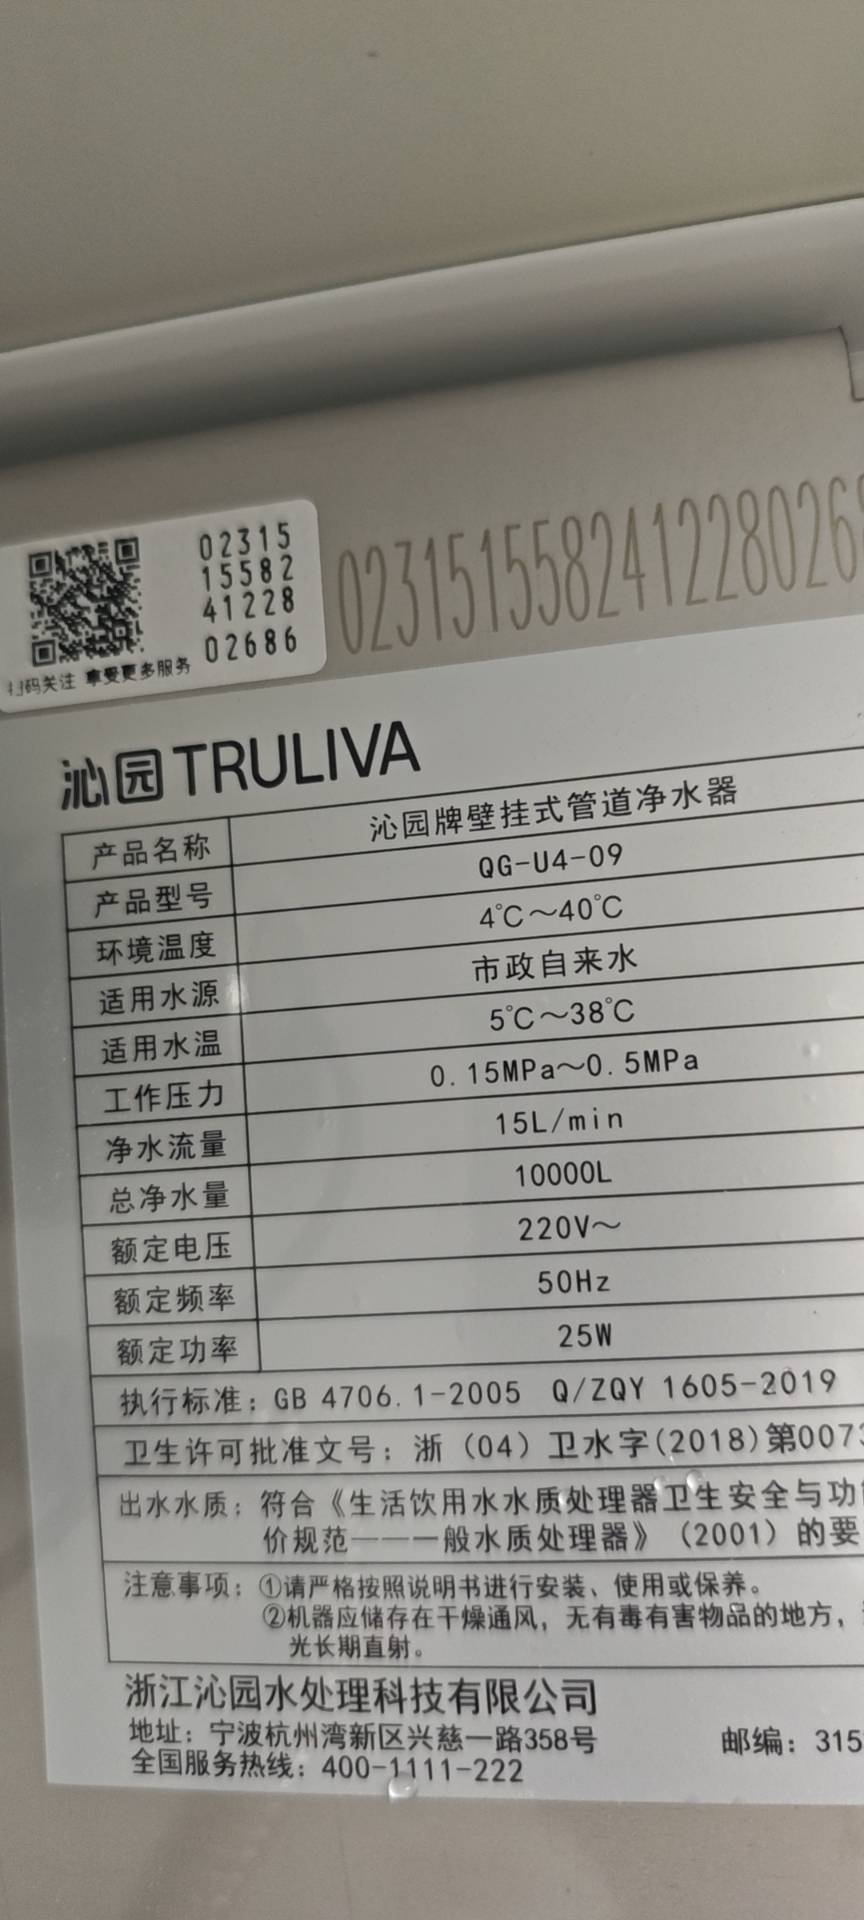 02315
15582
41228
02686
扫码关注 享受更多服务
0231515582412280268
沁园TRULIVA
产品名称 沁园牌壁挂式管道净水器
产品型号 QG-U4-09
环境温度 4℃~40℃
适用水源 市政自来水
适用水温 5℃~38℃
工作压力 0.15MPa~0.5MPa
净水流量 15L/min
总净水量 10000L
额定电压 220V~
额定频率 50Hz
额定功率 25W
执行标准：GB 4706.1-2005 Q/ZQY 1605-2019
卫生许可批准文号：浙（04）卫水字(2018)第0073
出水水质：符合《生活饮用水水质处理器卫生安全与功
价规范——一般水质处理器》（2001）的要
注意事项：①请严格按照说明书进行安装、使用或保养。
②机器应储存在干燥通风，无有毒有害物品的地方，
光长期直射。
浙江沁园水处理科技有限公司
地址：宁波杭州湾新区兴慈一路358号 邮编：315
全国服务热线：400-1111-222